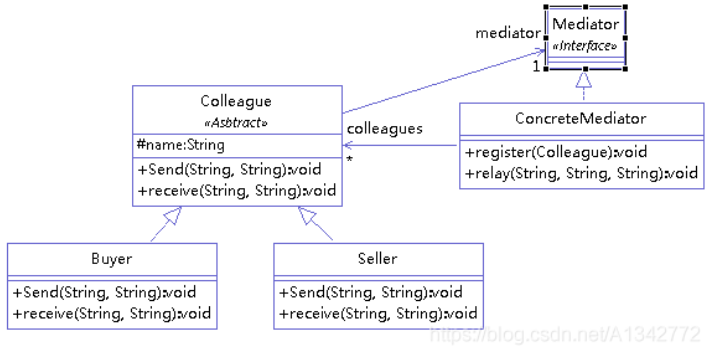 Mediator
«Interface»
mediator
1
Colleague
«Asbtract»
#name:String
+Send(String, String):void
+receive(String, String):void
colleagues
*
ConcreteMediator
+register(Colleague):void
+relay(String, String, String):void
Buyer
+Send(String, String):void
+receive(String, String):void
Seller
+Send(String, String):void
+receive(String, String):void
https://blog.csdn.net/A1342772